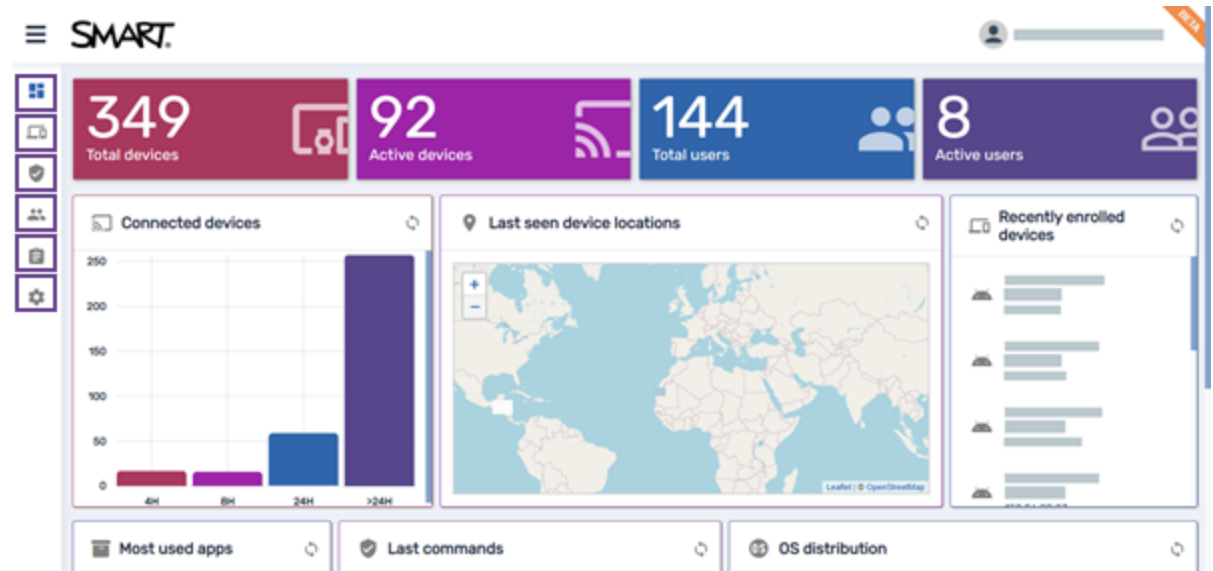 SMART.
BETA
349
Total devices
92
Active devices
144
Total users
8
Active users
Connected devices
250
200
150
100
50
0
4H 8H 24H >24H
Last seen device locations
+
−
Leaflet | © OpenStreetMap
Recently enrolled
devices
Most used apps
Last commands
OS distribution